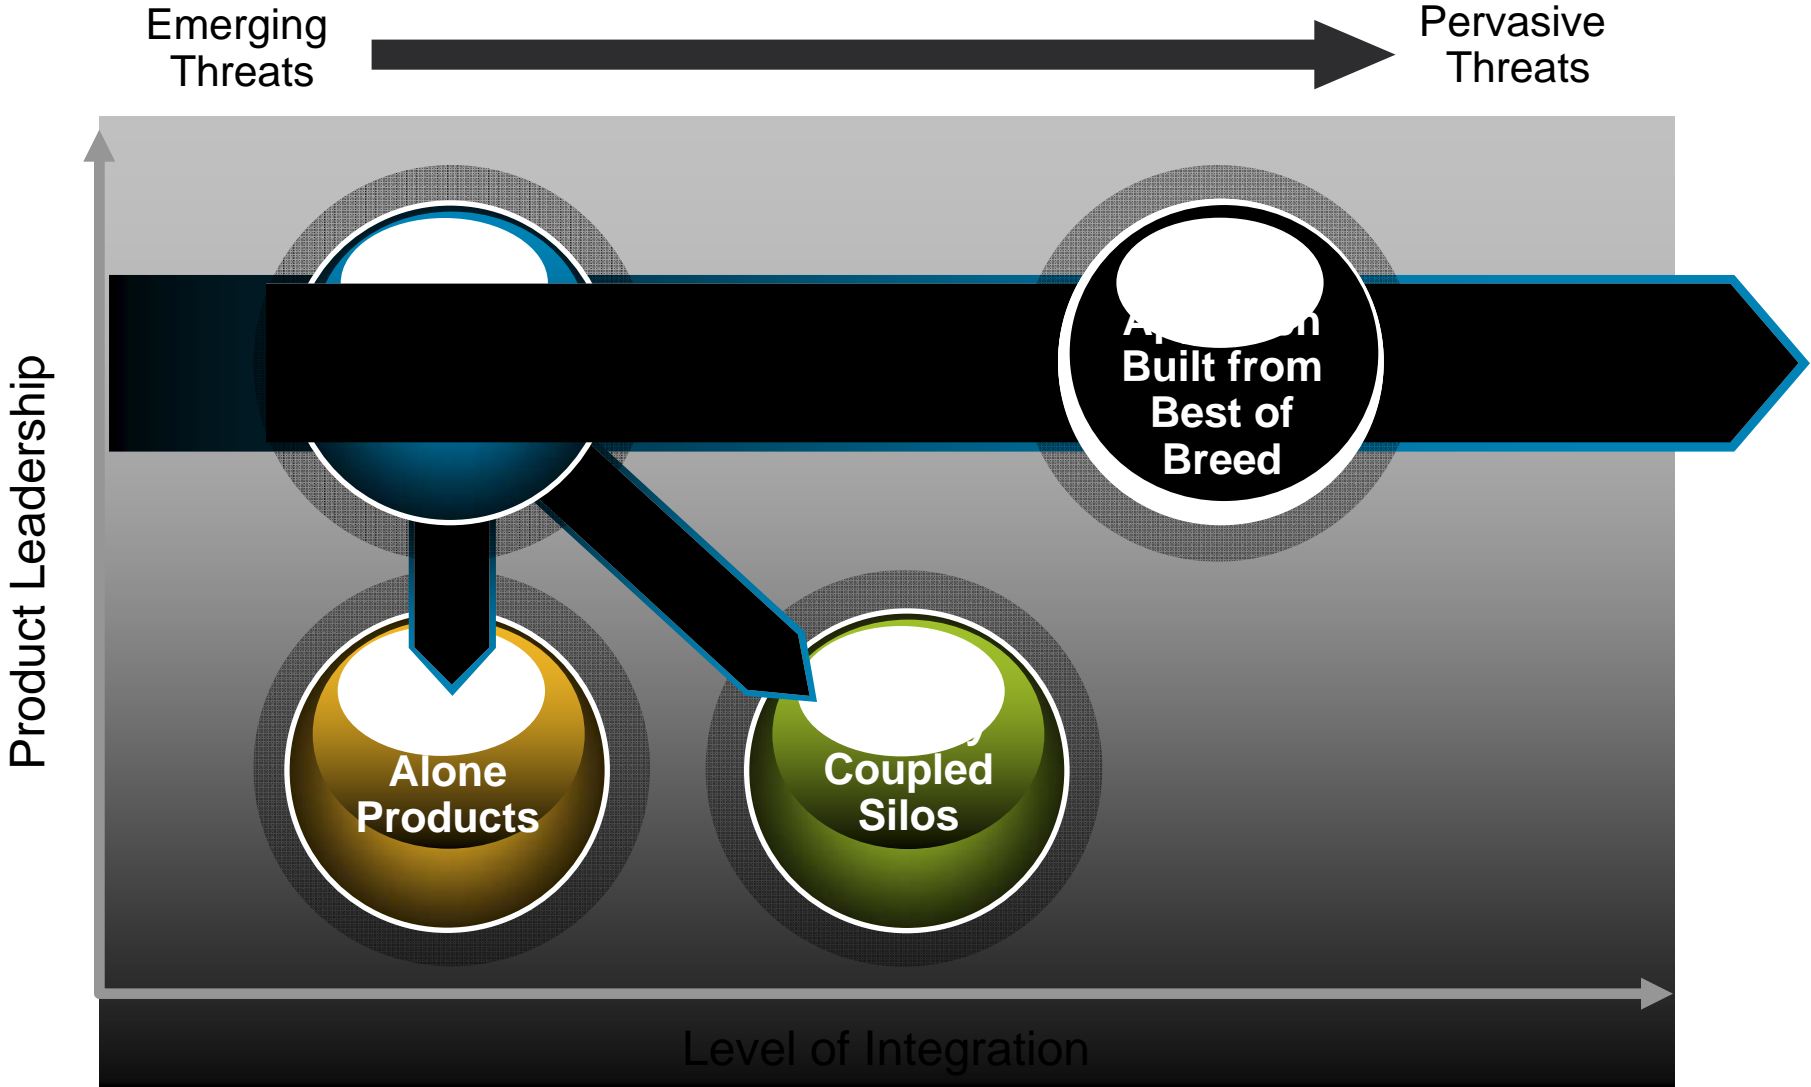 Emerging
Threats
Pervasive
Threats
Product Leadership
Built from
Best of
Breed
Alone
Products
Coupled
Silos
Level of Integration